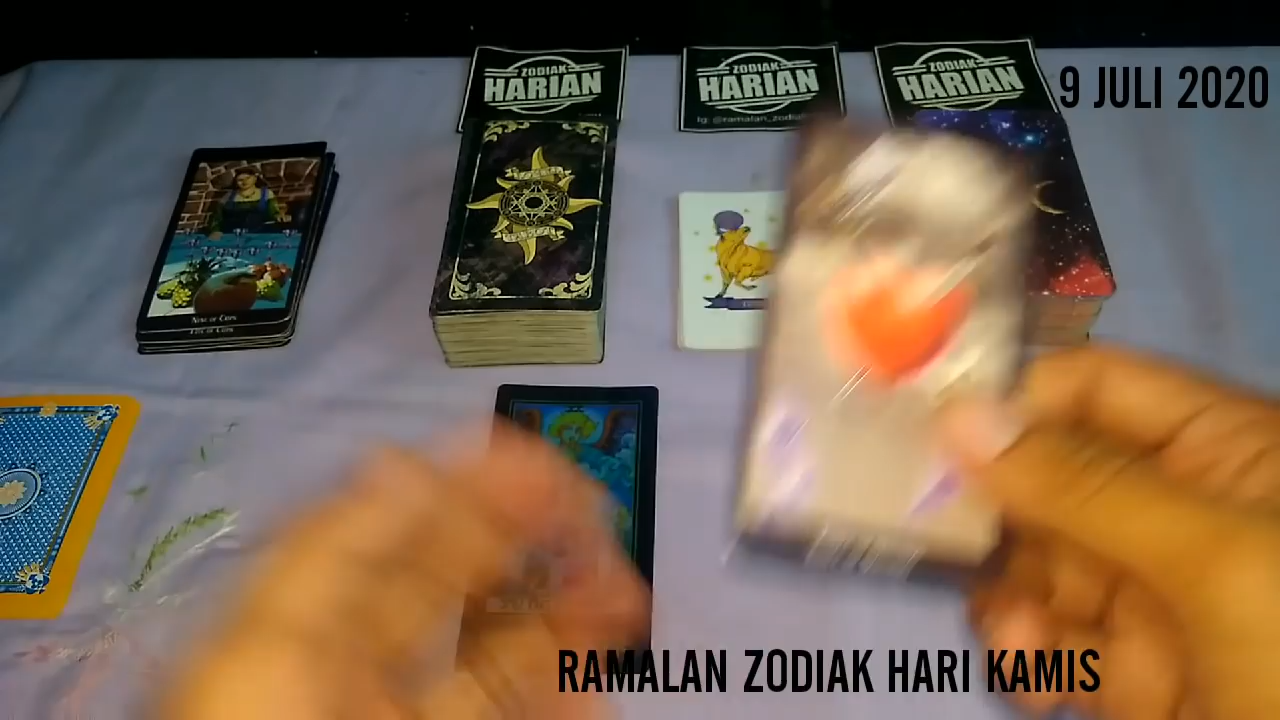 ZODIAK
HARIAN
ZODIAK
HARIAN
ZODIAK
HARIAN
9 JULI 2020
NINE OF CUPS
RAMALAN ZODIAK HARI KAMIS